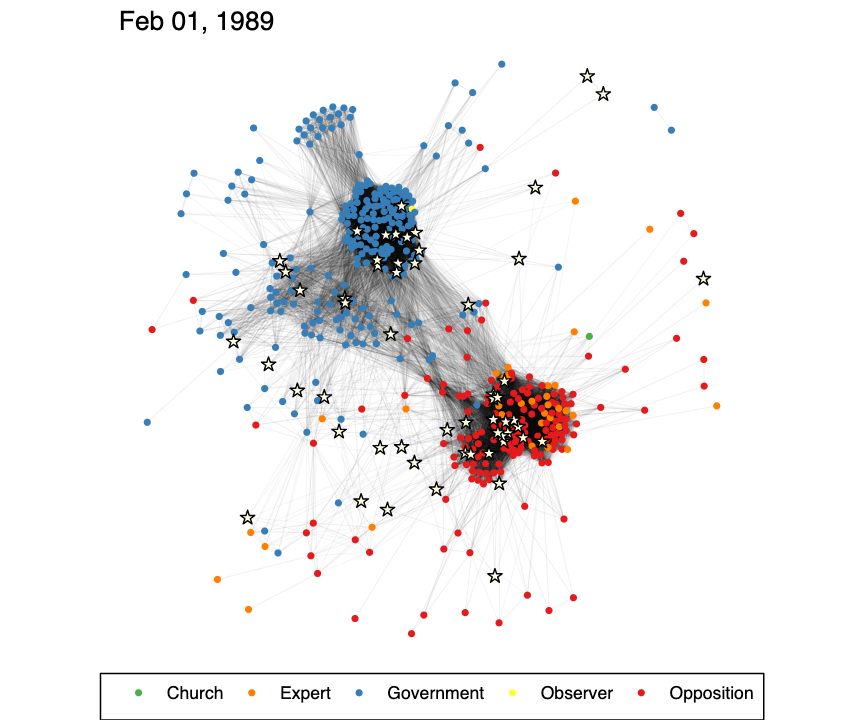 Feb 01, 1989
Church Expert Government Observer Opposition